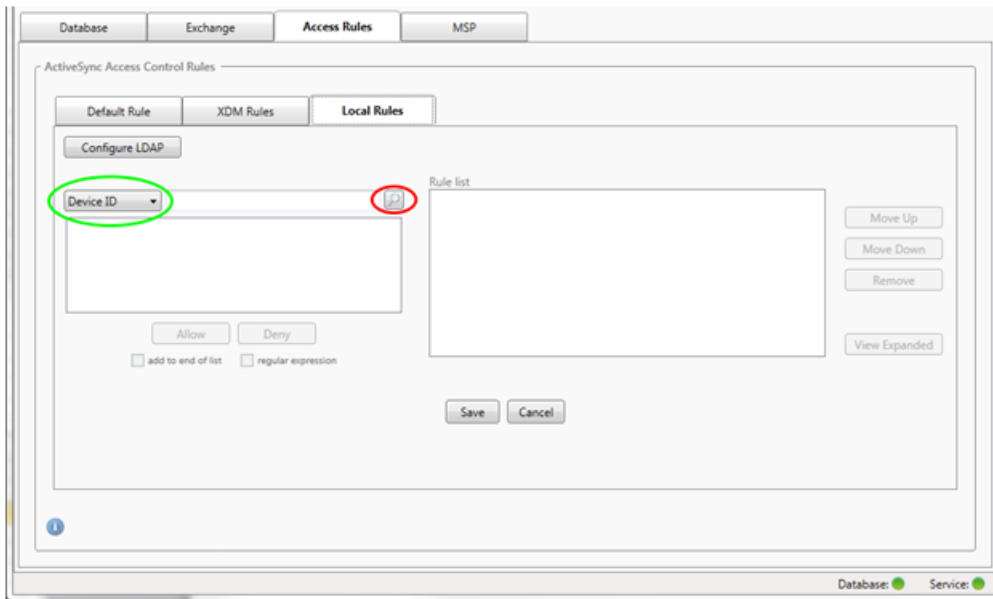 Database Exchange Access Rules MSP
ActiveSync Access Control Rules
Default Rule XDM Rules Local Rules
Configure LDAP
Rule list
Device ID
Move Up
Move Down
Remove
Allow Deny
View Expanded
add to end of list regular expression
Save Cancel
Database: Service: